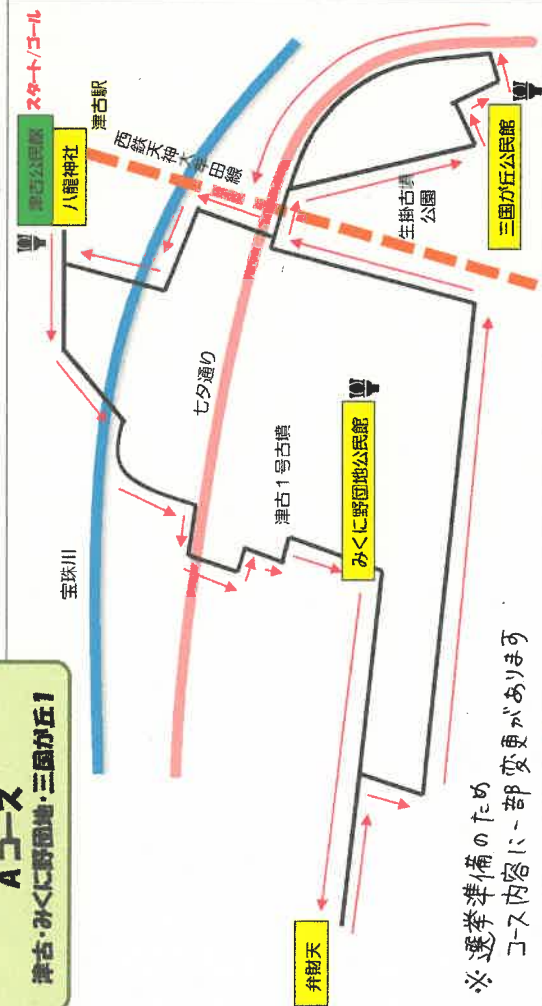 Aコース
津古・みくに野団地・三国が丘1
スタート/ゴール
津古公民館
八龍神社
津古駅
西鉄天神大牟田線
宝珠川
七夕通り
津古1号古墳
みくに野団地公民館
生掛古墳
公園
三国が丘公民館
弁財天
※ 選挙準備のため
コース内容に一部変更があります